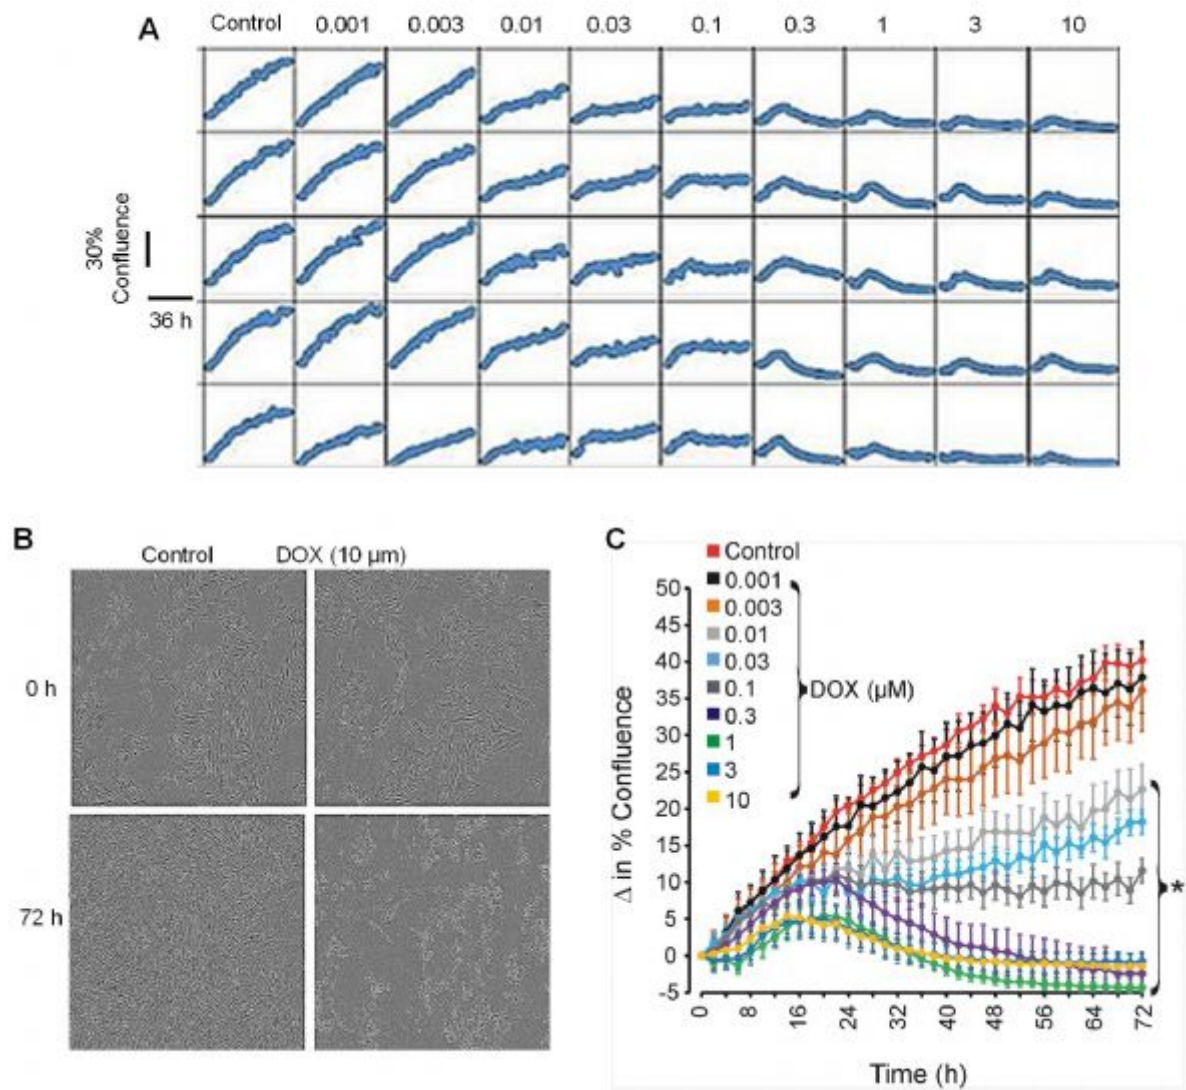 A
Control 0.001 0.003 0.01 0.03 0.1 0.3 1 3 10
30%
Confluence
36 h
B
Control DOX (10 µm)
0 h
72 h
C
Control
0.001
0.003
0.01
0.03
0.1
0.3
1
3
10
DOX (µM)
Δ in % Confluence
50
45
40
35
30
25
20
15
10
5
0
-5
*
0 8 16 24 32 40 48 56 64 72
Time (h)